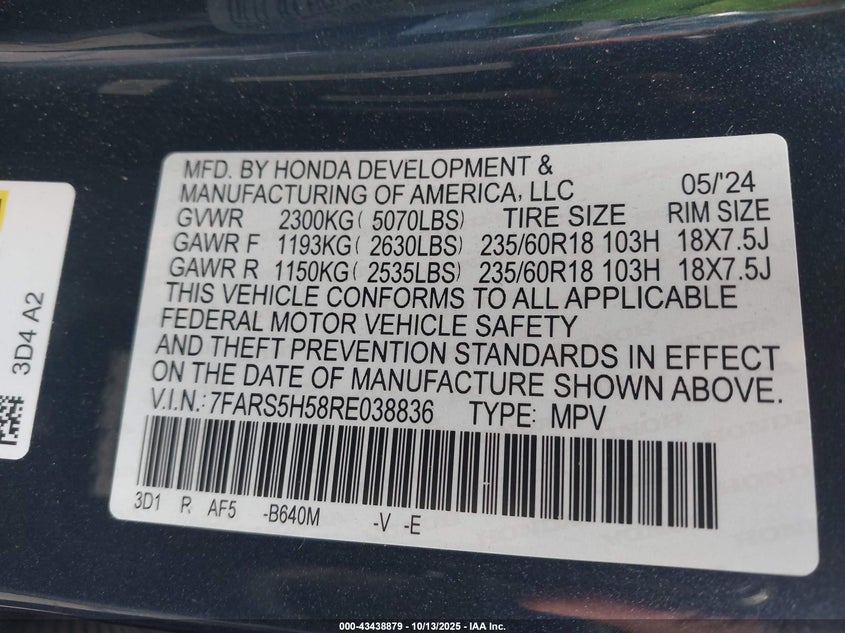 MFD. BY HONDA DEVELOPMENT &
MANUFACTURING OF AMERICA, LLC 05/'24
GVWR 2300KG( 5070LBS) TIRE SIZE RIM SIZE
GAWR F 1193KG( 2630LBS) 235/60R18 103H 18X7.5J
GAWR R 1150KG( 2535LBS) 235/60R18 103H 18X7.5J
THIS VEHICLE CONFORMS TO ALL APPLICABLE
FEDERAL MOTOR VEHICLE SAFETY
AND THEFT PREVENTION STANDARDS IN EFFECT
ON THE DATE OF MANUFACTURE SHOWN ABOVE.
V.I.N.: 7FARS5H58RE038836 TYPE: MPV
3D1 R AF5 -B640M -V -E
3D4 A2
000-43438879 - 10/13/2025 - IAA Inc.